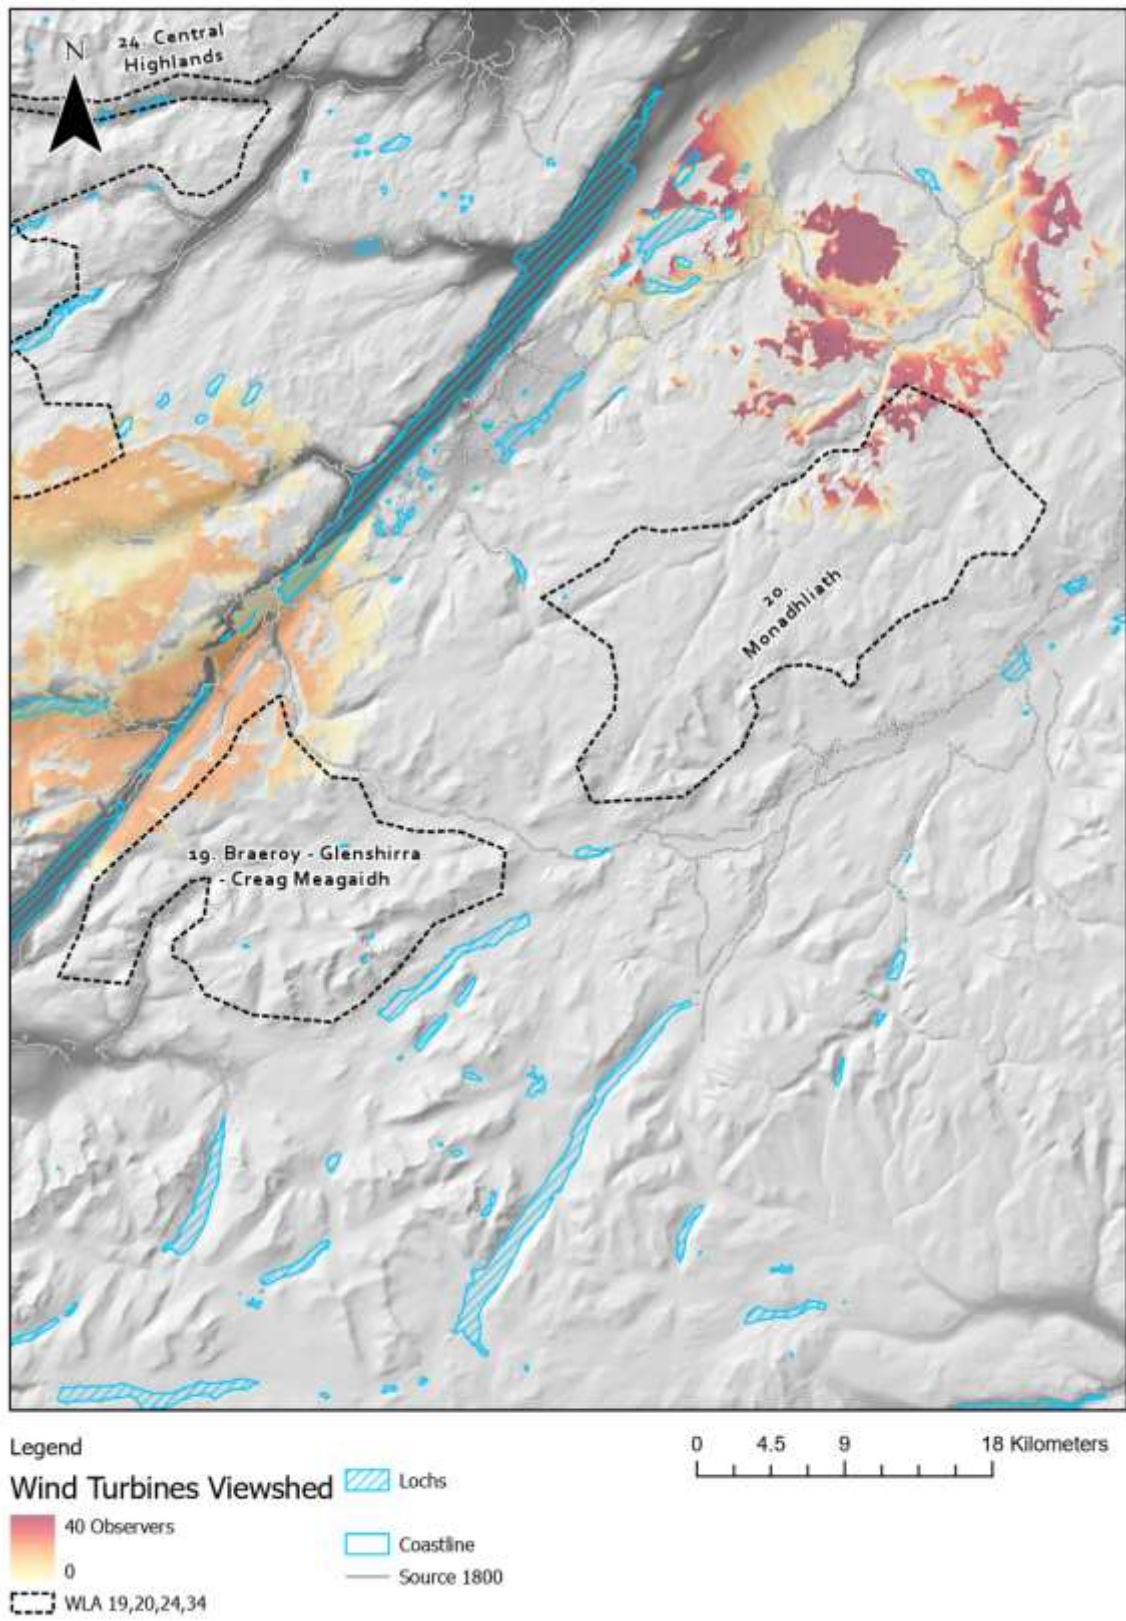 N
24. Central
Highlands
20.
Monadhliath
19. Braeroy - Glenshirra
- Creag Meagaidh
Legend
Wind Turbines Viewshed
40 Observers
0
WLA 19,20,24,34
Lochs
Coastline
Source 1800
0 4.5 9 18 Kilometers